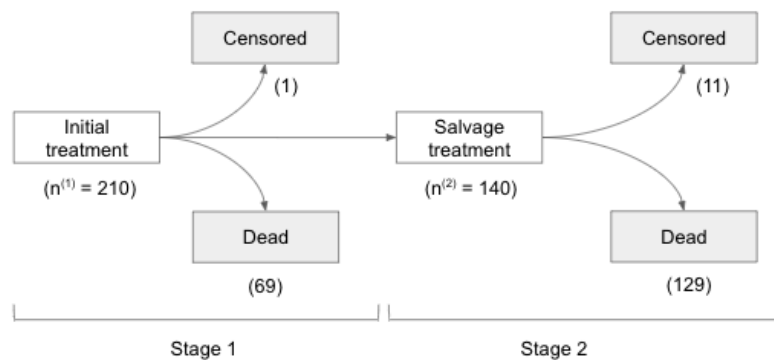 Censored
(1)
Initial
treatment
(n⁽¹⁾ = 210)
Dead
(69)
Censored
(11)
Salvage
treatment
(n⁽²⁾ = 140)
Dead
(129)
Stage 1
Stage 2